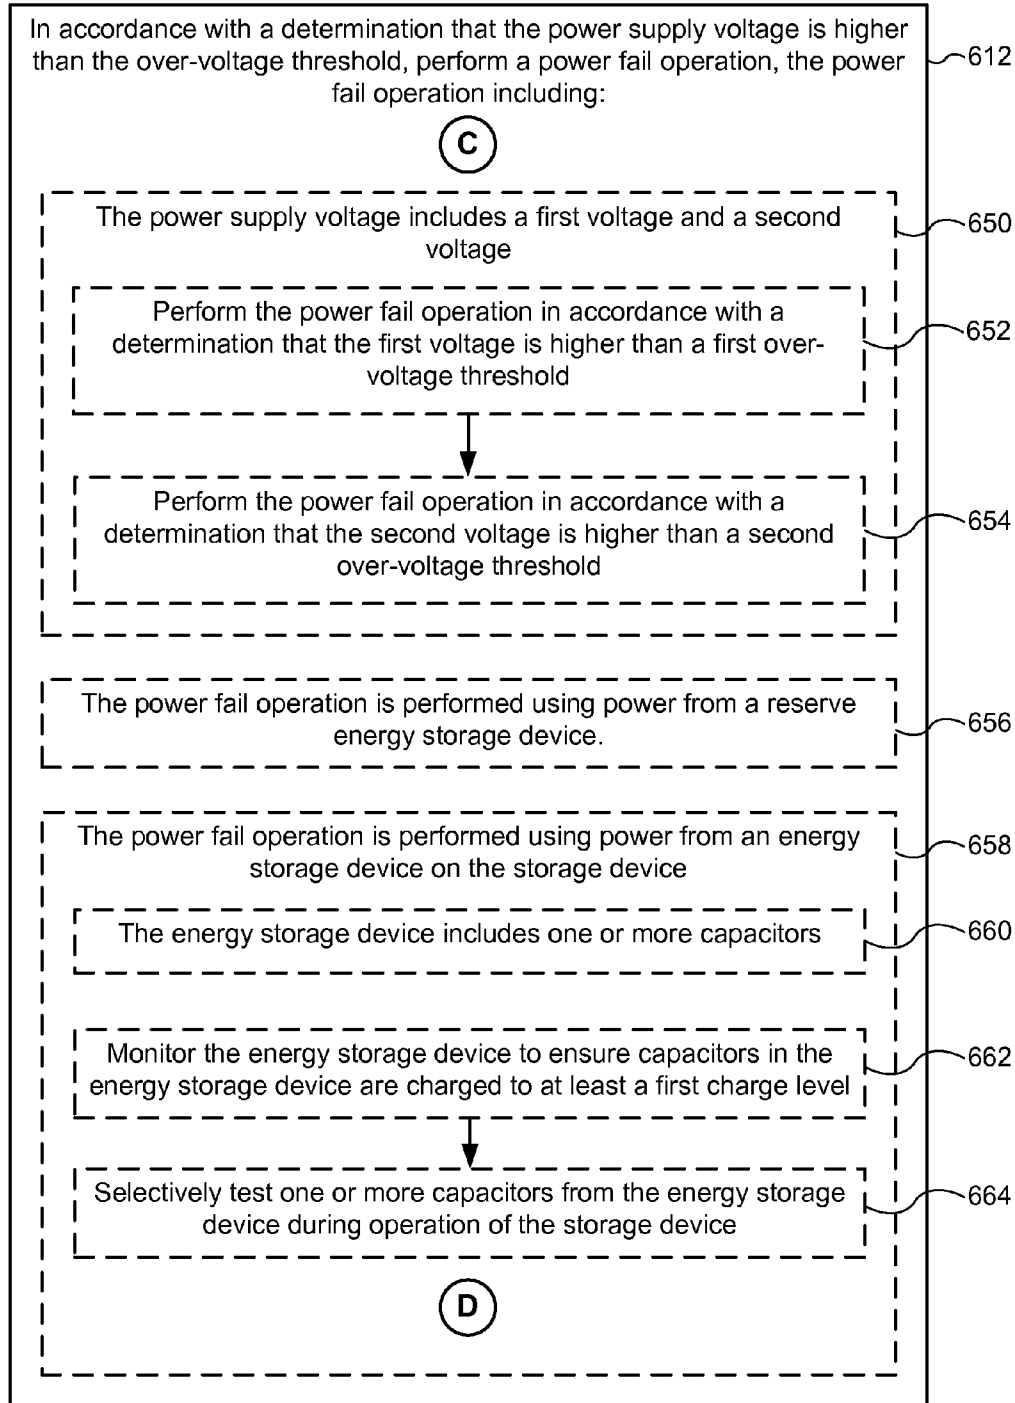 In accordance with a determination that the power supply voltage is higher
than the over-voltage threshold, perform a power fail operation, the power
fail operation including:
612
C
The power supply voltage includes a first voltage and a second
voltage
650
Perform the power fail operation in accordance with a
determination that the first voltage is higher than a first over-
voltage threshold
652
Perform the power fail operation in accordance with a
determination that the second voltage is higher than a second
over-voltage threshold
654
The power fail operation is performed using power from a reserve
energy storage device.
656
The power fail operation is performed using power from an energy
storage device on the storage device
658
The energy storage device includes one or more capacitors
660
Monitor the energy storage device to ensure capacitors in the
energy storage device are charged to at least a first charge level
662
Selectively test one or more capacitors from the energy storage
device during operation of the storage device
664
D